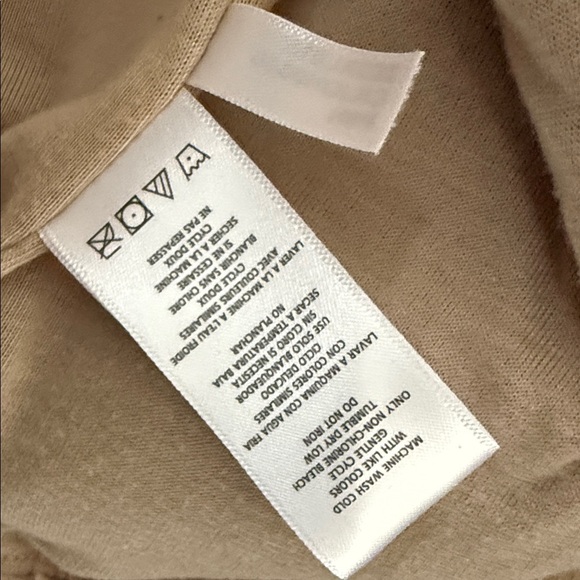 MACHINE WASH COLD
WITH LIKE COLORS
GENTLE CYCLE
ONLY NON-CHLORINE BLEACH
TUMBLE DRY LOW
DO NOT IRON
LAVAR A MAQUINA CON AGUA FRIA
CON COLORES SIMILARES
CICLO DELICADO
USE SOLO BLANQUEADOR
SIN CLORO SI NECESITA
SECAR A TEMPERATURA BAJA
NO PLANCHAR
LAVER A LA MACHINE A L'EAU FROIDE
AVEC COULEURS SIMILAIRES
CYCLE DOUX
BLANCHIR SANS CHLORE
SI NECESSAIRE
SECHER A LA MACHINE
CYCLE DOUX
NE PAS REPASSER